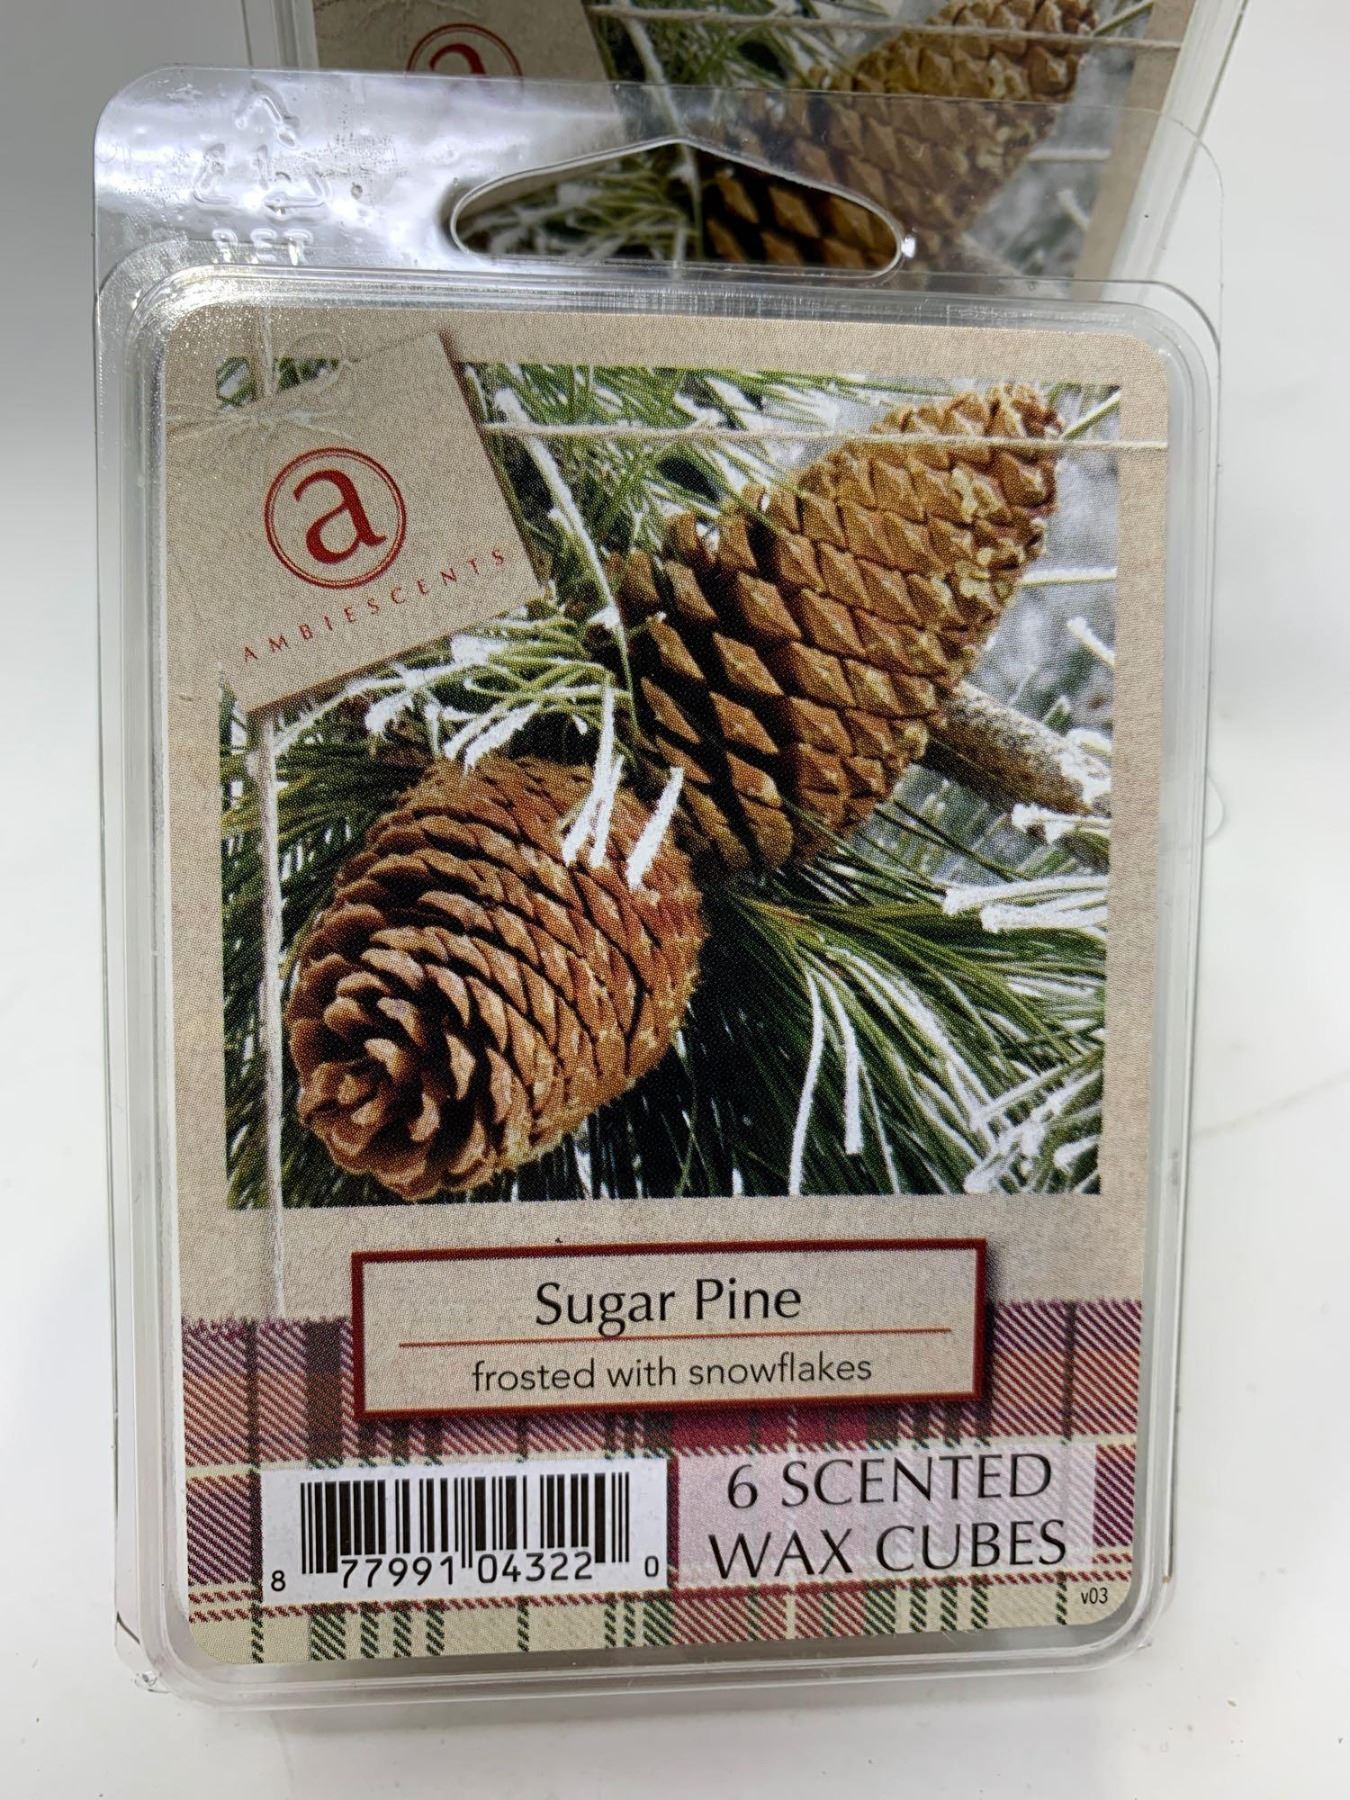 a
a
AMBIESCENTS
Sugar Pine
frosted with snowflakes
6 SCENTED
WAX CUBES
8 77991 04322 0
v03